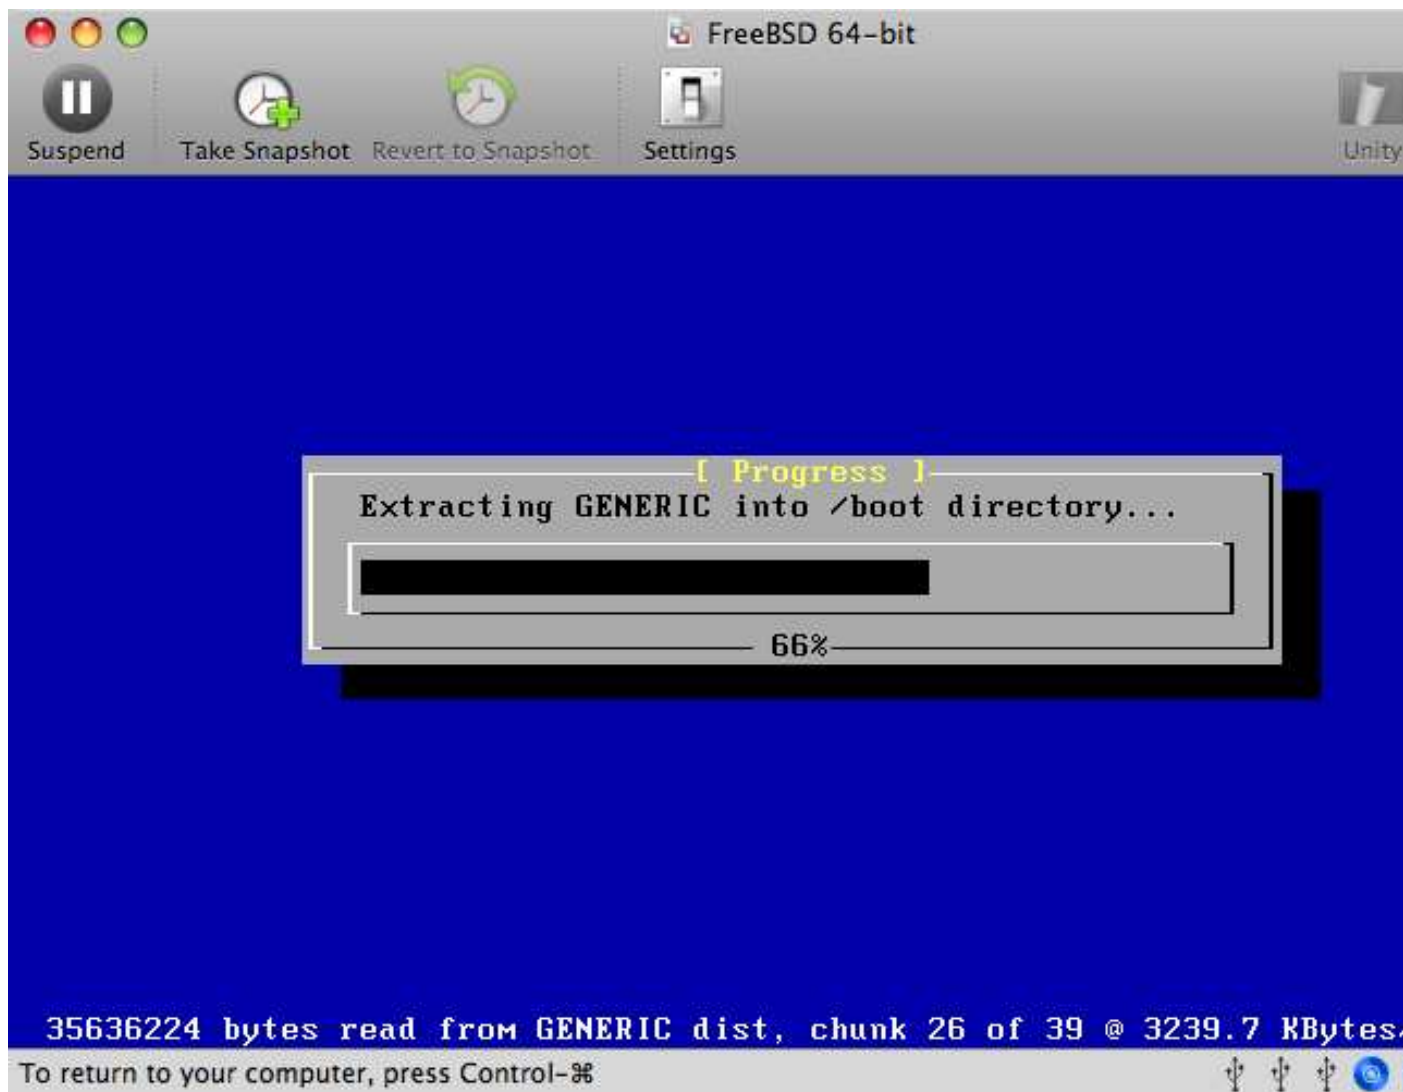 FreeBSD 64-bit
Suspend Take Snapshot Revert to Snapshot Settings Unity
[ Progress ]
Extracting GENERIC into /boot directory...
66%
35636224 bytes read from GENERIC dist, chunk 26 of 39 @ 3239.7 KBytes
To return to your computer, press Control-⌘